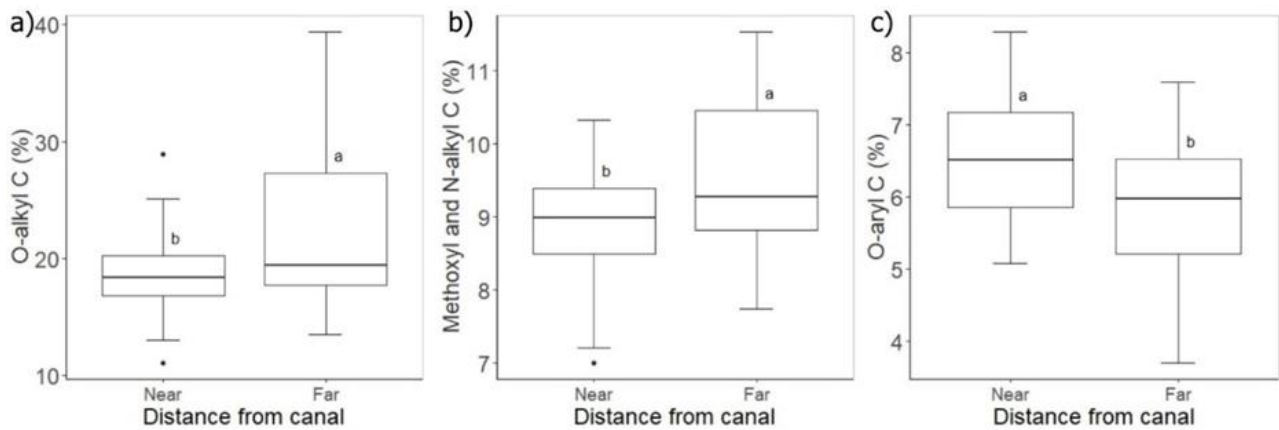 a)
O-alkyl C (%)
40
30
20
10
b
a
Near
Far
Distance from canal
b)
Methoxyl and N-alkyl C (%)
11
10
9
8
7
b
a
Near
Far
Distance from canal
c)
O-aryl C (%)
8
7
6
5
4
a
b
Near
Far
Distance from canal